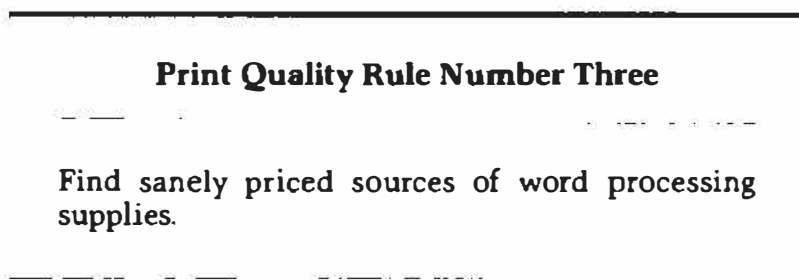 Print Quality Rule Number Three
Find sanely priced sources of word processing
supplies.